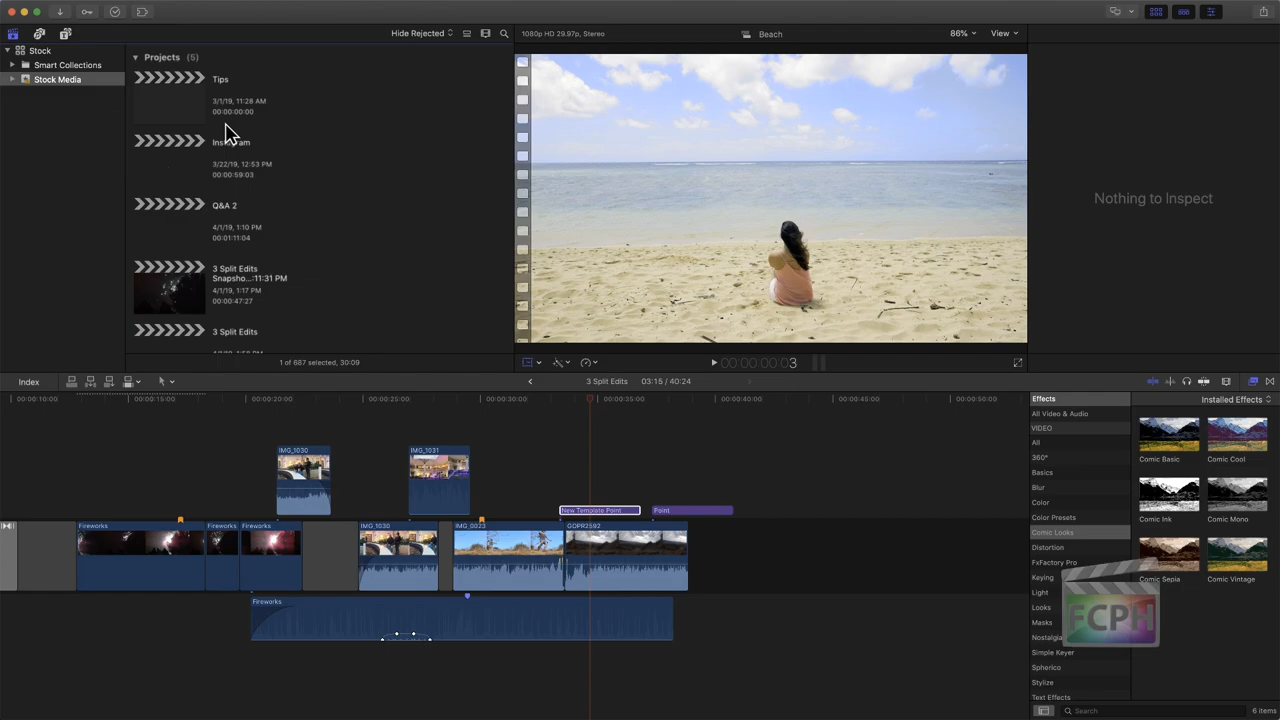 Hide Rejected
1080p HD 29.97p, Stereo
Beach
86%
View
Stock
Smart Collections
Stock Media
Projects (5)
Tips
3/1/19, 11:28 AM
00:00:00:00
3/22/19, 12:53 PM
00:00:59:03
Q&A 2
4/1/19, 1:10 PM
00:01:11:04
3 Split Edits
Snapsho...:11:31 PM
4/1/19, 1:17 PM
00:00:47:27
3 Split Edits
1 of 687 selected, 30:09
Nothing to Inspect
00:00:00:03
Index
3 Split Edits
03:15 / 40:24
00:00:10:00
00:00:15:00
00:00:20:00
00:00:25:00
00:00:30:00
00:00:35:00
00:00:40:00
00:00:45:00
00:00:50:00
IMG_1030
IMG_1031
New Template Point
Point
Fireworks
Fireworks
Fireworks
IMG_1030
IMG_0023
GOPR2592
Fireworks
Effects
Installed Effects
All Video & Audio
VIDEO
All
360°
Basics
Blur
Color
Color Presets
Comic Looks
Distortion
FxFactory Pro
Keying
Light
Looks
Masks
Nostalgia
Simple Keyer
Spherico
Stylize
Text Effects
Comic Basic
Comic Cool
Comic Ink
Comic Mono
Comic Sepia
Comic Vintage
FCPH
Search
6 items